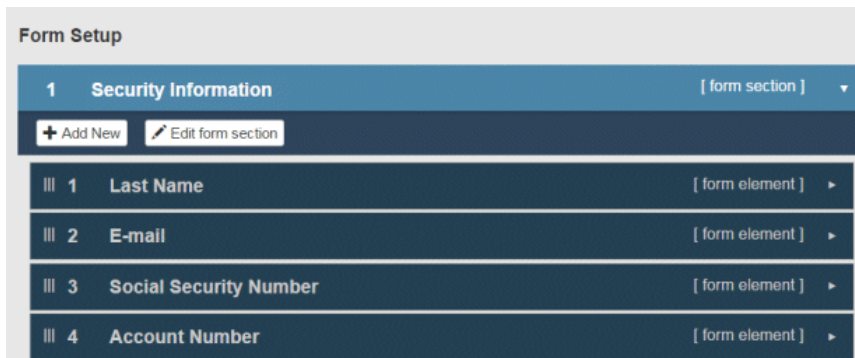 Form Setup
1 Security Information [ form section ]
Add New Edit form section
1 Last Name [ form element ]
2 E-mail [ form element ]
3 Social Security Number [ form element ]
4 Account Number [ form element ]